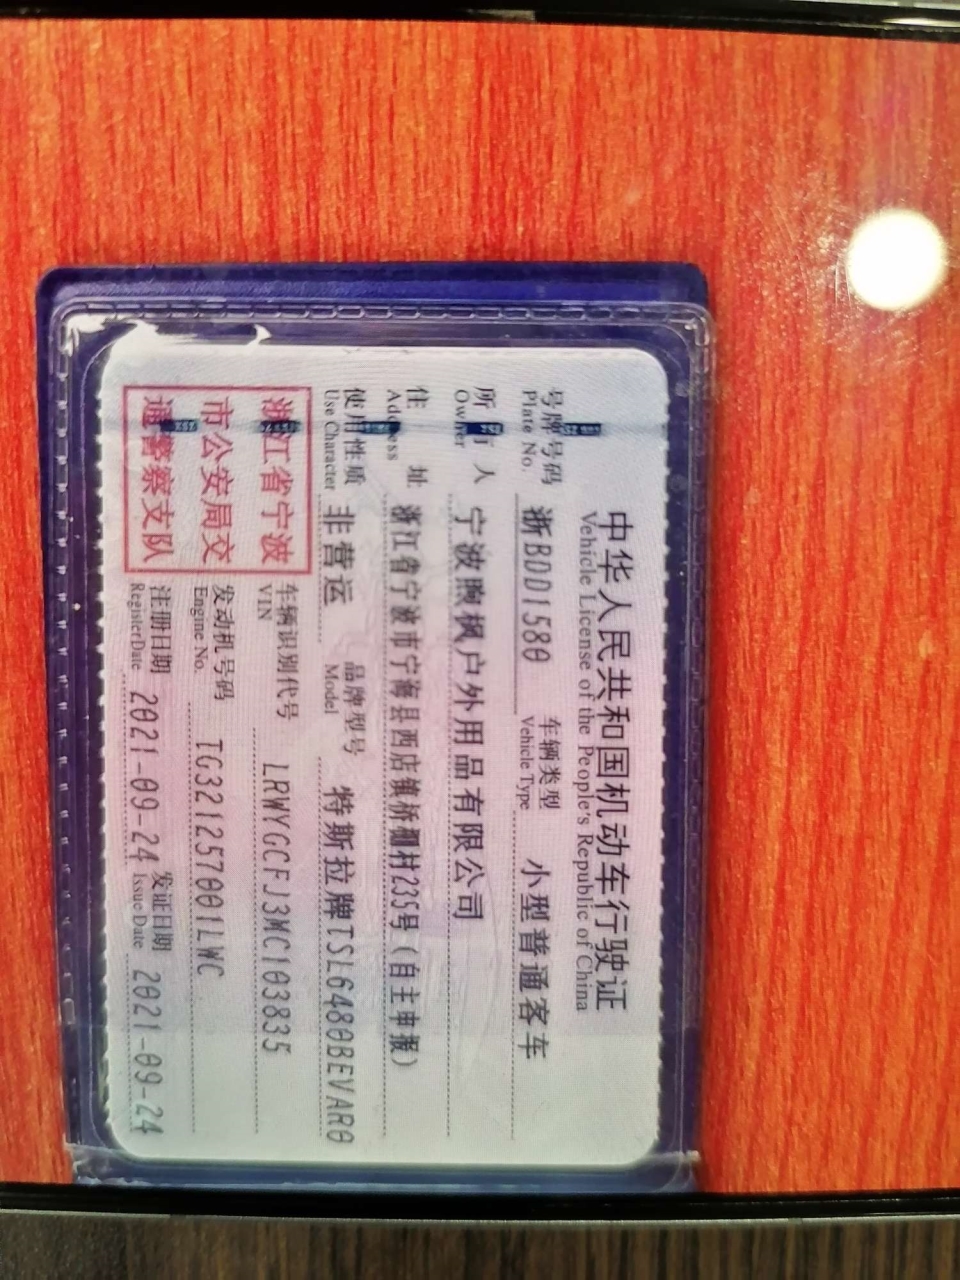 中华人民共和国机动车行驶证
Vehicle License of the People's Republic of China
号牌号码 浙BDD1580 车辆类型 小型普通客车
Plate No. Vehicle Type
所有人 宁波煦枫户外用品有限公司
Owner
住址 浙江省宁波市宁海县西店镇桥棚村235号(自主申报)
Address
使用性质 非营运 品牌型号 特斯拉牌TSL6480BEVAR0
Use Character Model
浙江省宁波
市公安局交
通警察支队
车辆识别代号 LRWYGCFJ3MC103835
VIN
发动机号码 TG321257001LWC
Engine No.
注册日期 2021-09-24 发证日期 2021-09-24
Register Date Issue Date